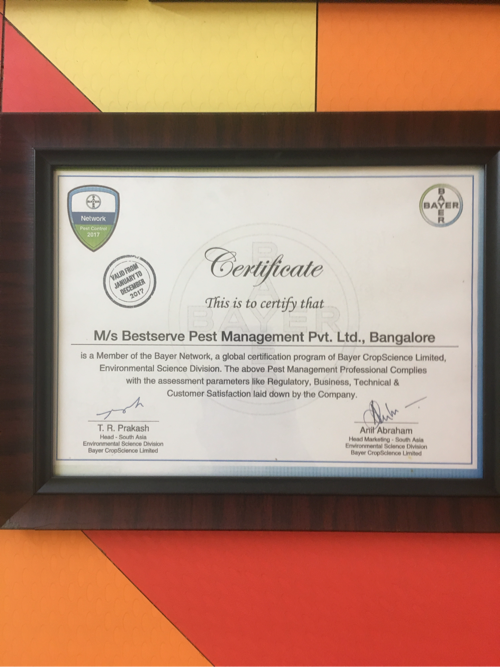 Network
Pest Control
2017
BAYER
BAYER
VALID FROM
JANUARY TO
DECEMBER
2017
Certificate
This is to certify that
M/s Bestserve Pest Management Pvt. Ltd., Bangalore
is a Member of the Bayer Network, a global certification program of Bayer CropScience Limited,
Environmental Science Division. The above Pest Management Professional Complies
with the assessment parameters like Regulatory, Business, Technical &
Customer Satisfaction laid down by the Company.
T. R. Prakash
Head - South Asia
Environmental Science Division
Bayer CropScience Limited
Anil Abraham
Head Marketing - South Asia
Environmental Science Division
Bayer CropScience Limited